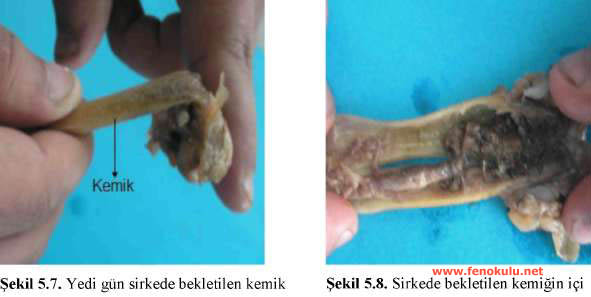 Kemik
www.fenokulu.net
Şekil 5.7. Yedi gün sirkede bekletilen kemik
Şekil 5.8. Sirkede bekletilen kemiğin içi